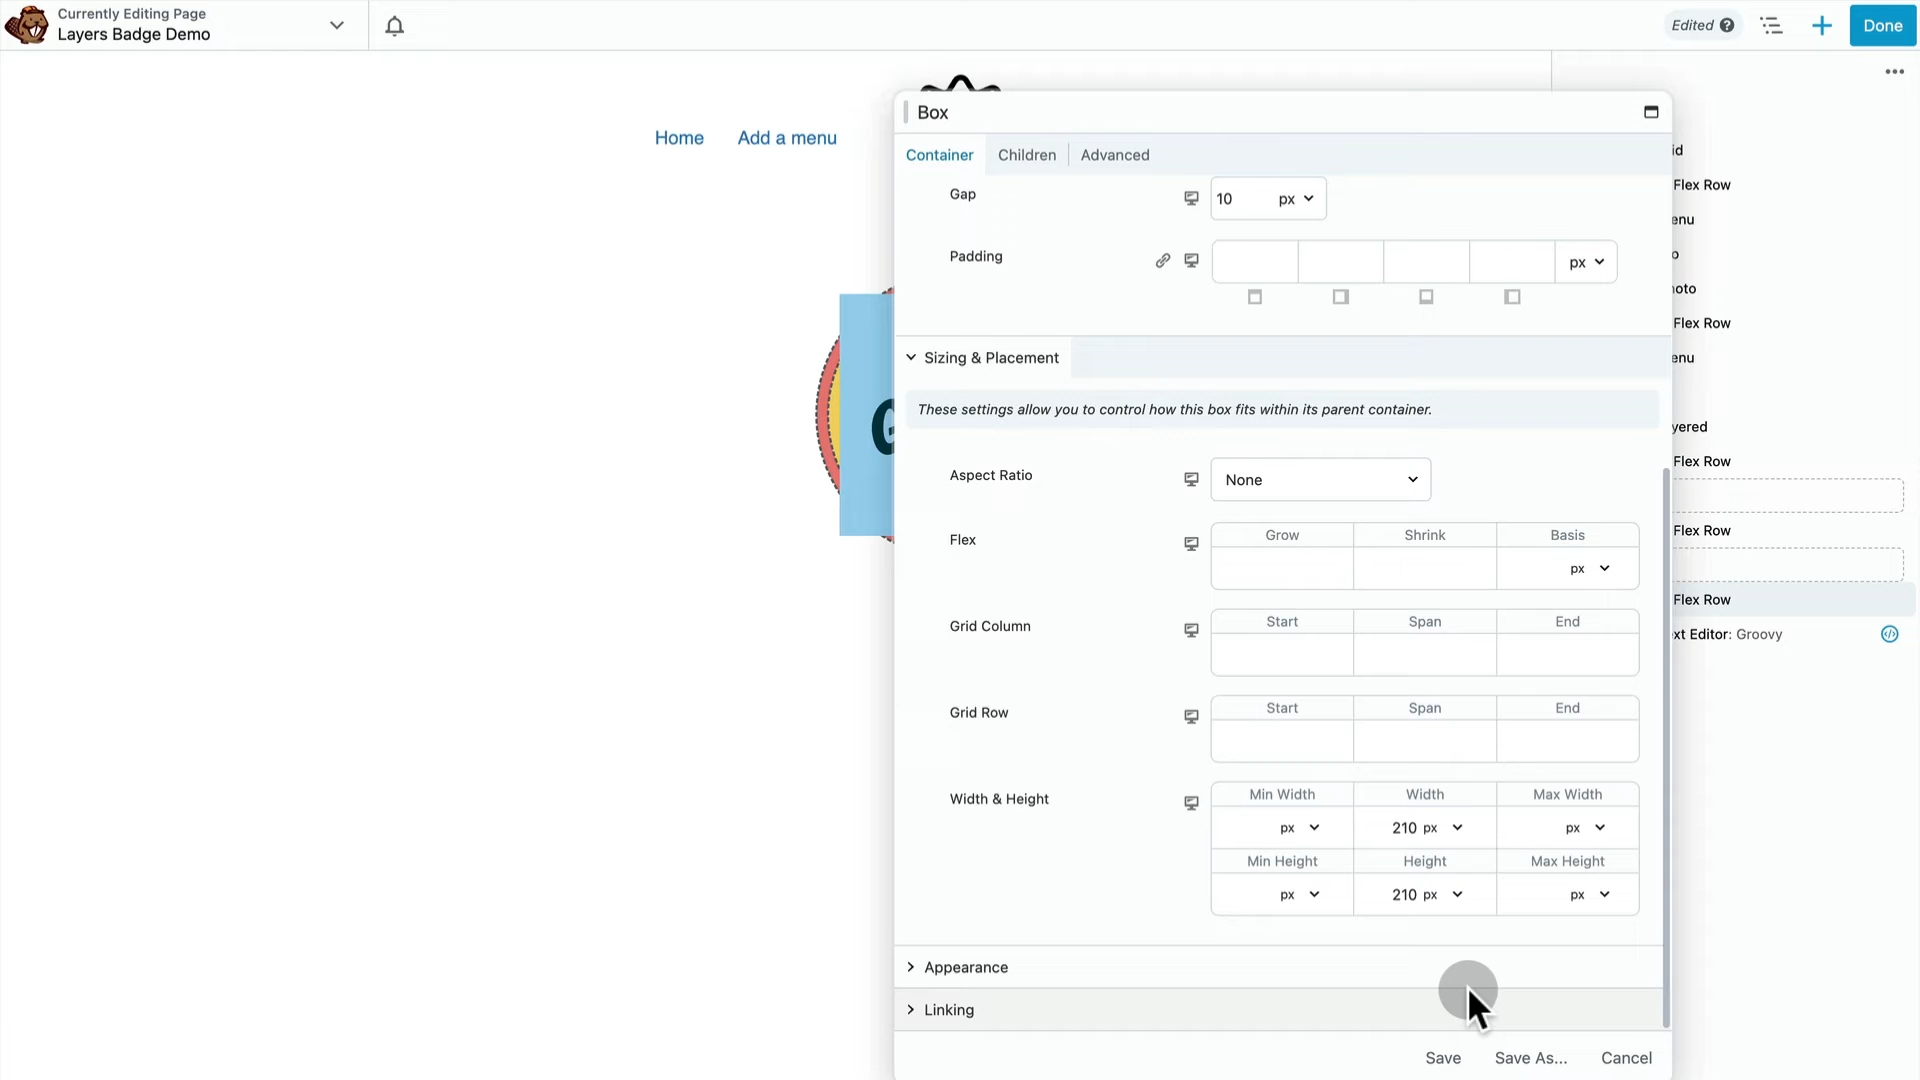 Currently Editing Page
Layers Badge Demo
Edited
Done
Home
Add a menu
Box
Container
Children
Advanced
Gap
10 px
Padding
px
Sizing & Placement
These settings allow you to control how this box fits within its parent container.
Aspect Ratio
None
Flex
Grow
Shrink
Basis
px
Grid Column
Start
Span
End
Grid Row
Start
Span
End
Width & Height
Min Width
Width
Max Width
px
210 px
px
Min Height
Height
Max Height
px
210 px
px
Appearance
Linking
Save
Save As...
Cancel
id
Flex Row
enu
p
oto
Flex Row
enu
yered
Flex Row
Flex Row
Flex Row
xt Editor: Groovy
G